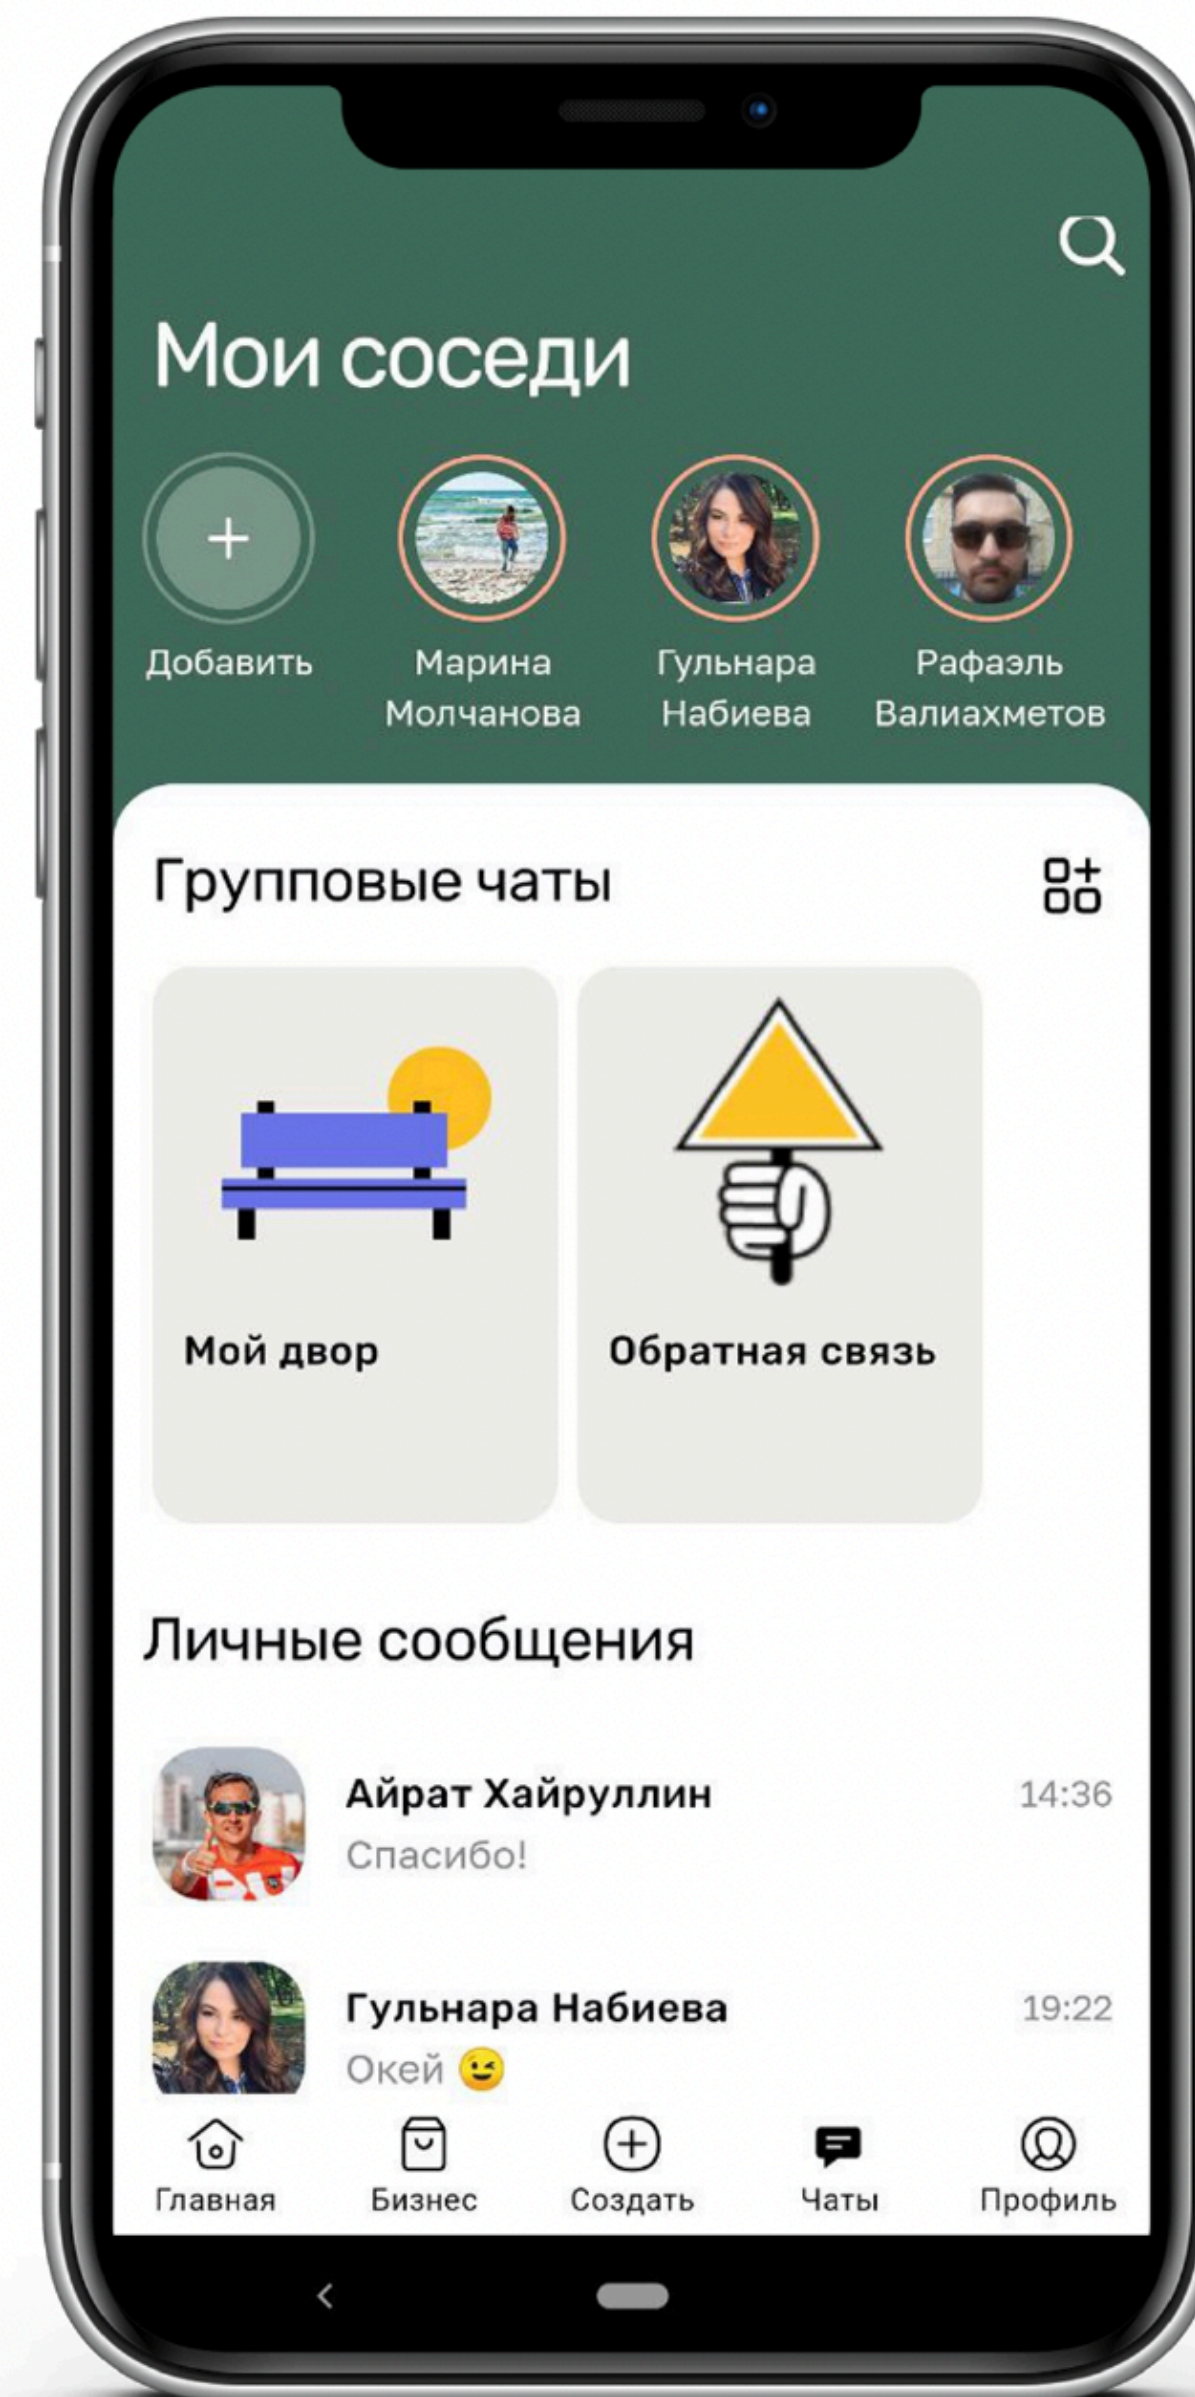 Мои соседи
Добавить
Марина
Молчанова
Гульнара
Набиева
Рафаэль
Валиахметов
Групповые чаты
Мой двор
Обратная связь
Личные сообщения
Айрат Хайруллин
14:36
Спасибо!
Гульнара Набиева
19:22
Окей 😉
Главная
Бизнес
Создать
Чаты
Профиль